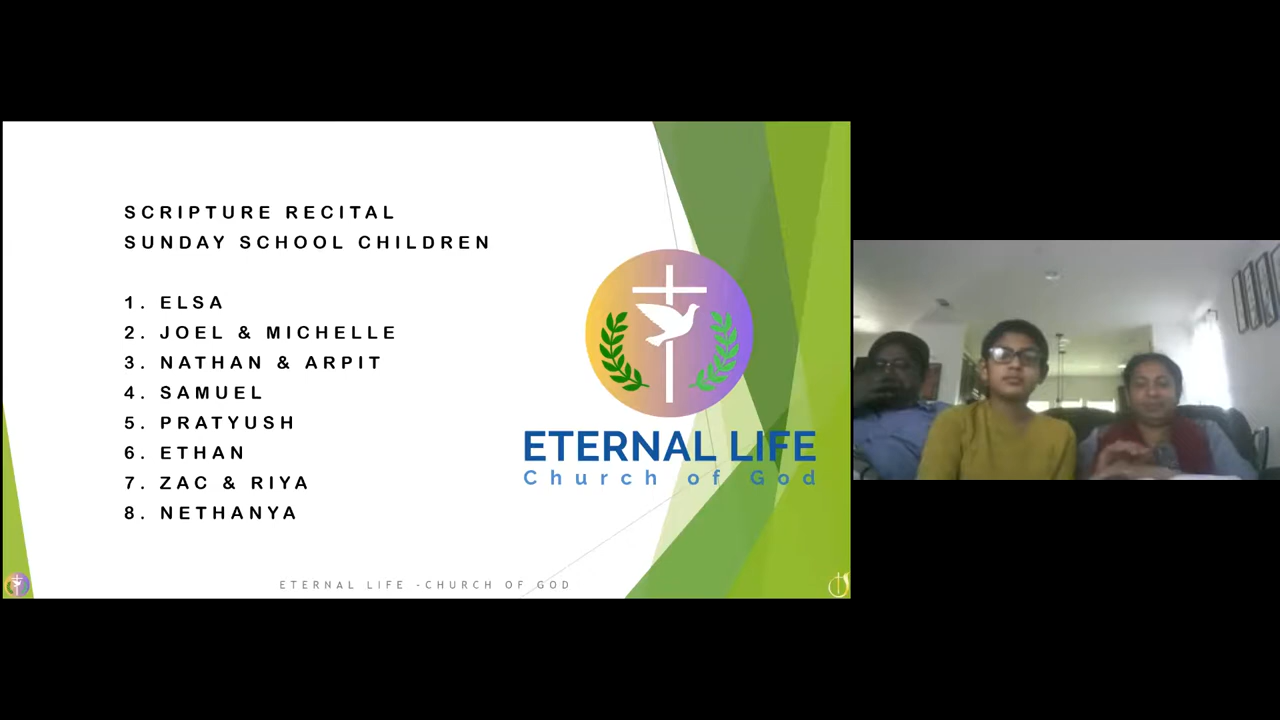 SCRIPTURE RECITAL
SUNDAY SCHOOL CHILDREN
1. ELSA
2. JOEL & MICHELLE
3. NATHAN & ARPIT
4. SAMUEL
5. PRATYUSH
6. ETHAN
7. ZAC & RIYA
8. NETHANYA
ETERNAL LIFE
Church of God
ETERNAL LIFE -CHURCH OF GOD